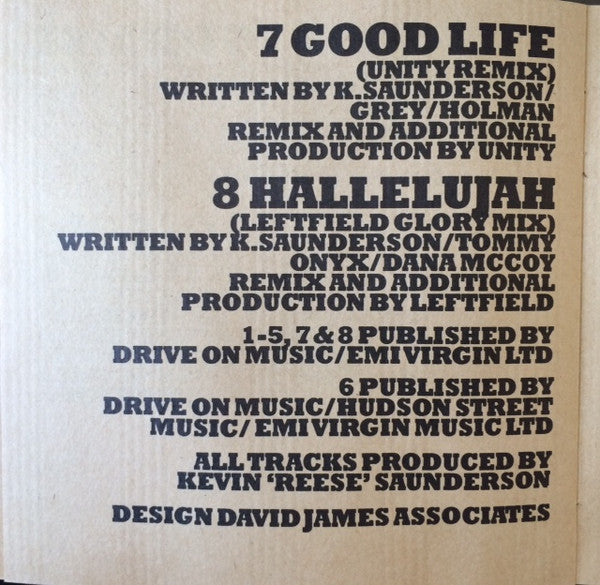 7 GOOD LIFE
(UNITY REMIX)
WRITTEN BY K.SAUNDERSON/
GREY/HOLMAN
REMIX AND ADDITIONAL
PRODUCTION BY UNITY
8 HALLELUJAH
(LEFTFIELD GLORY MIX)
WRITTEN BY K.SAUNDERSON/TOMMY
ONYX/DANA MCCOY
REMIX AND ADDITIONAL
PRODUCTION BY LEFTFIELD
1-5, 7 & 8 PUBLISHED BY
DRIVE ON MUSIC/EMI VIRGIN LTD
6 PUBLISHED BY
DRIVE ON MUSIC/HUDSON STREET
MUSIC/EMI VIRGIN MUSIC LTD
ALL TRACKS PRODUCED BY
KEVIN 'REESE' SAUNDERSON
DESIGN DAVID JAMES ASSOCIATES